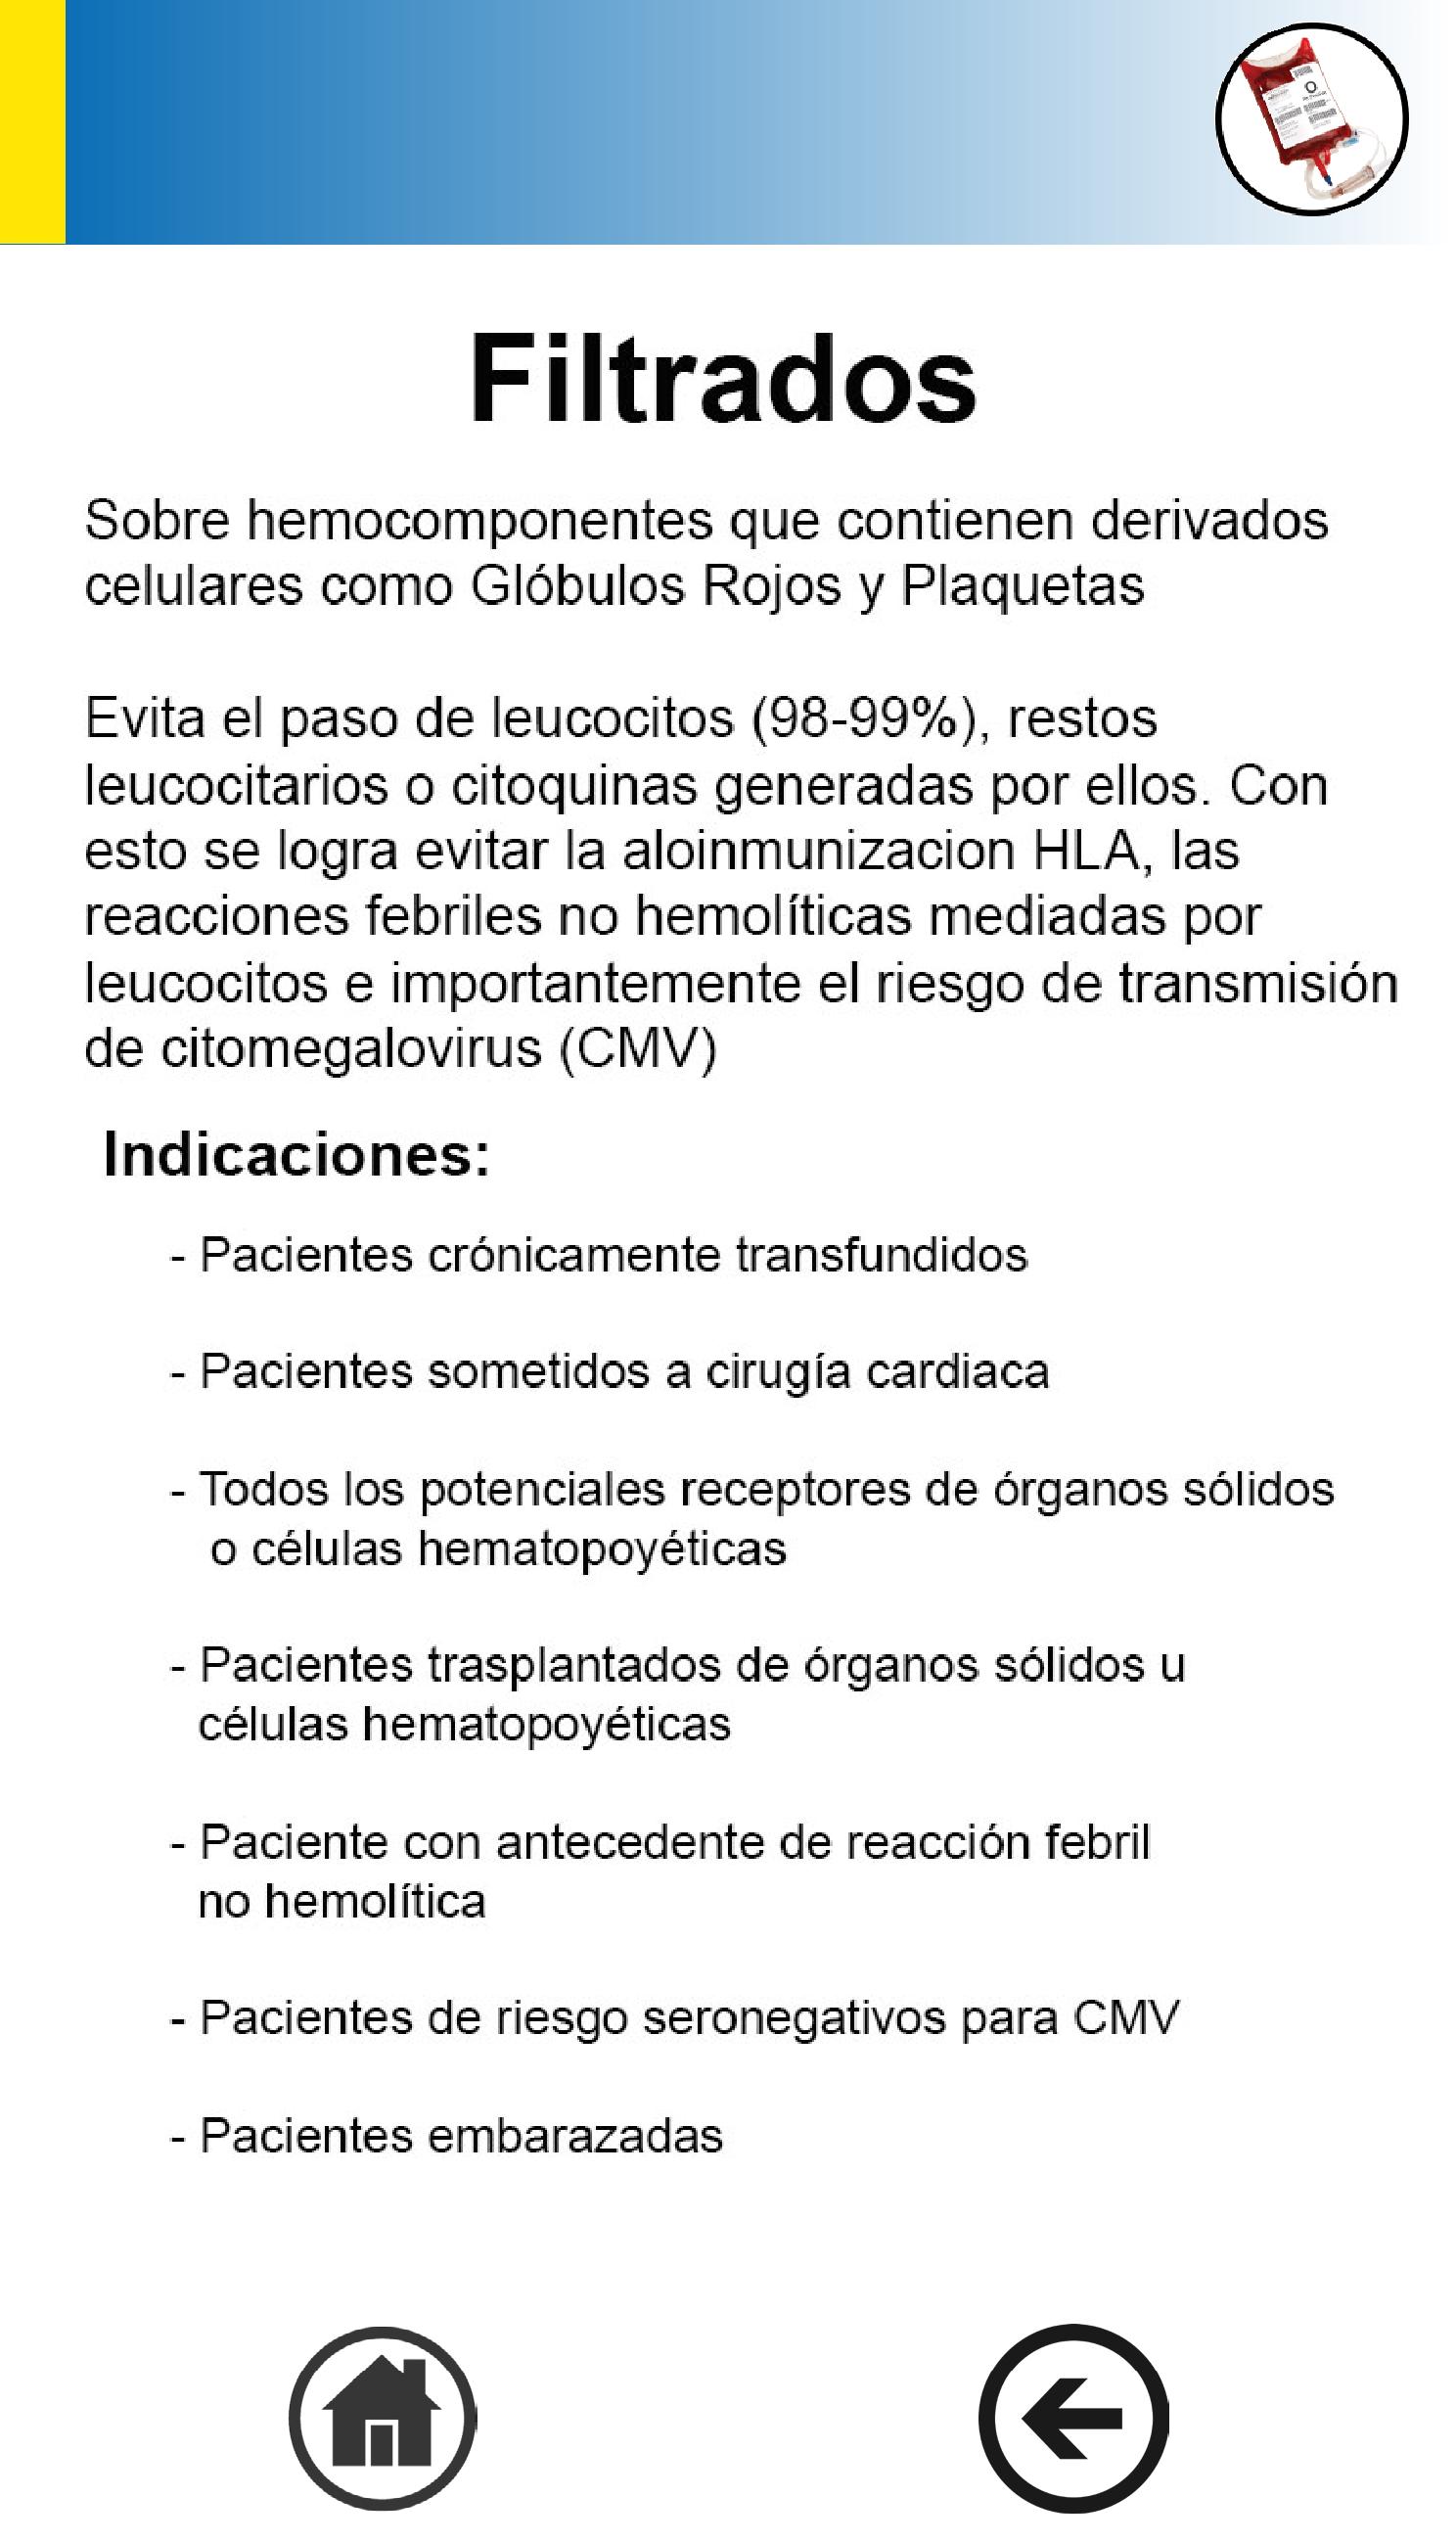 Filtrados
Sobre hemocomponentes que contienen derivados
celulares como Glóbulos Rojos y Plaquetas
Evita el paso de leucocitos (98-99%), restos
leucocitarios o citoquinas generadas por ellos. Con
esto se logra evitar la aloinmunizacion HLA, las
reacciones febriles no hemolíticas mediadas por
leucocitos e importantemente el riesgo de transmisión
de citomegalovirus (CMV)
Indicaciones:
- Pacientes crónicamente transfundidos
- Pacientes sometidos a cirugía cardiaca
- Todos los potenciales receptores de órganos sólidos
o células hematopoyéticas
- Pacientes trasplantados de órganos sólidos u
células hematopoyéticas
- Paciente con antecedente de reacción febril
no hemolítica
- Pacientes de riesgo seronegativos para CMV
- Pacientes embarazadas